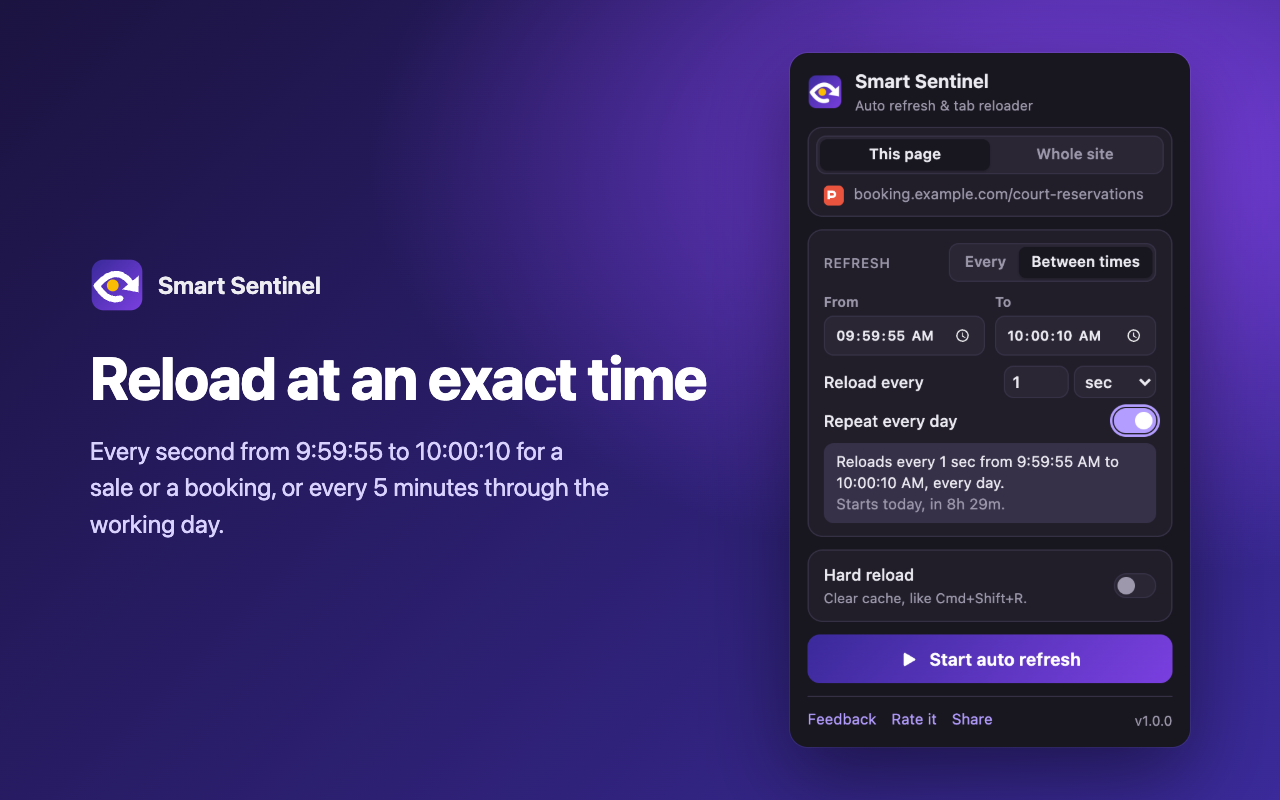 Smart Sentinel
Reload at an exact time
Every second from 9:59:55 to 10:00:10 for a
sale or a booking, or every 5 minutes through the
working day.
Smart Sentinel
Auto refresh & tab reloader
This page
Whole site
booking.example.com/court-reservations
REFRESH
Every
Between times
From
To
09:59:55 AM
10:00:10 AM
Reload every
1
sec
Repeat every day
Reloads every 1 sec from 9:59:55 AM to
10:00:10 AM, every day.
Starts today, in 8h 29m.
Hard reload
Clear cache, like Cmd+Shift+R.
Start auto refresh
Feedback
Rate it
Share
v1.0.0